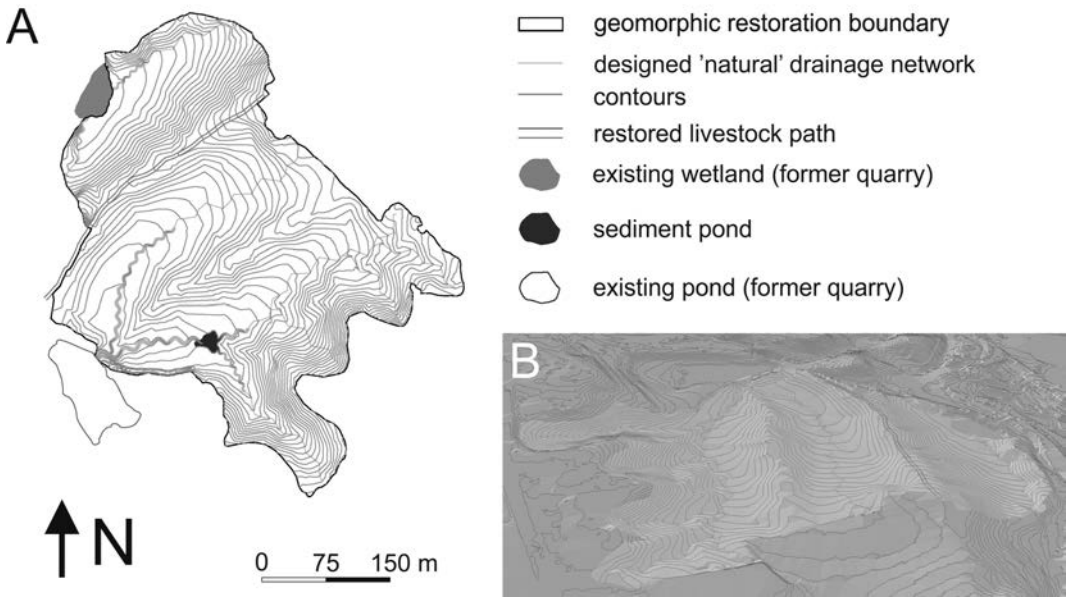 A
geomorphic restoration boundary
designed 'natural' drainage network
contours
restored livestock path
existing wetland (former quarry)
sediment pond
existing pond (former quarry)
B
N
0 75 150 m